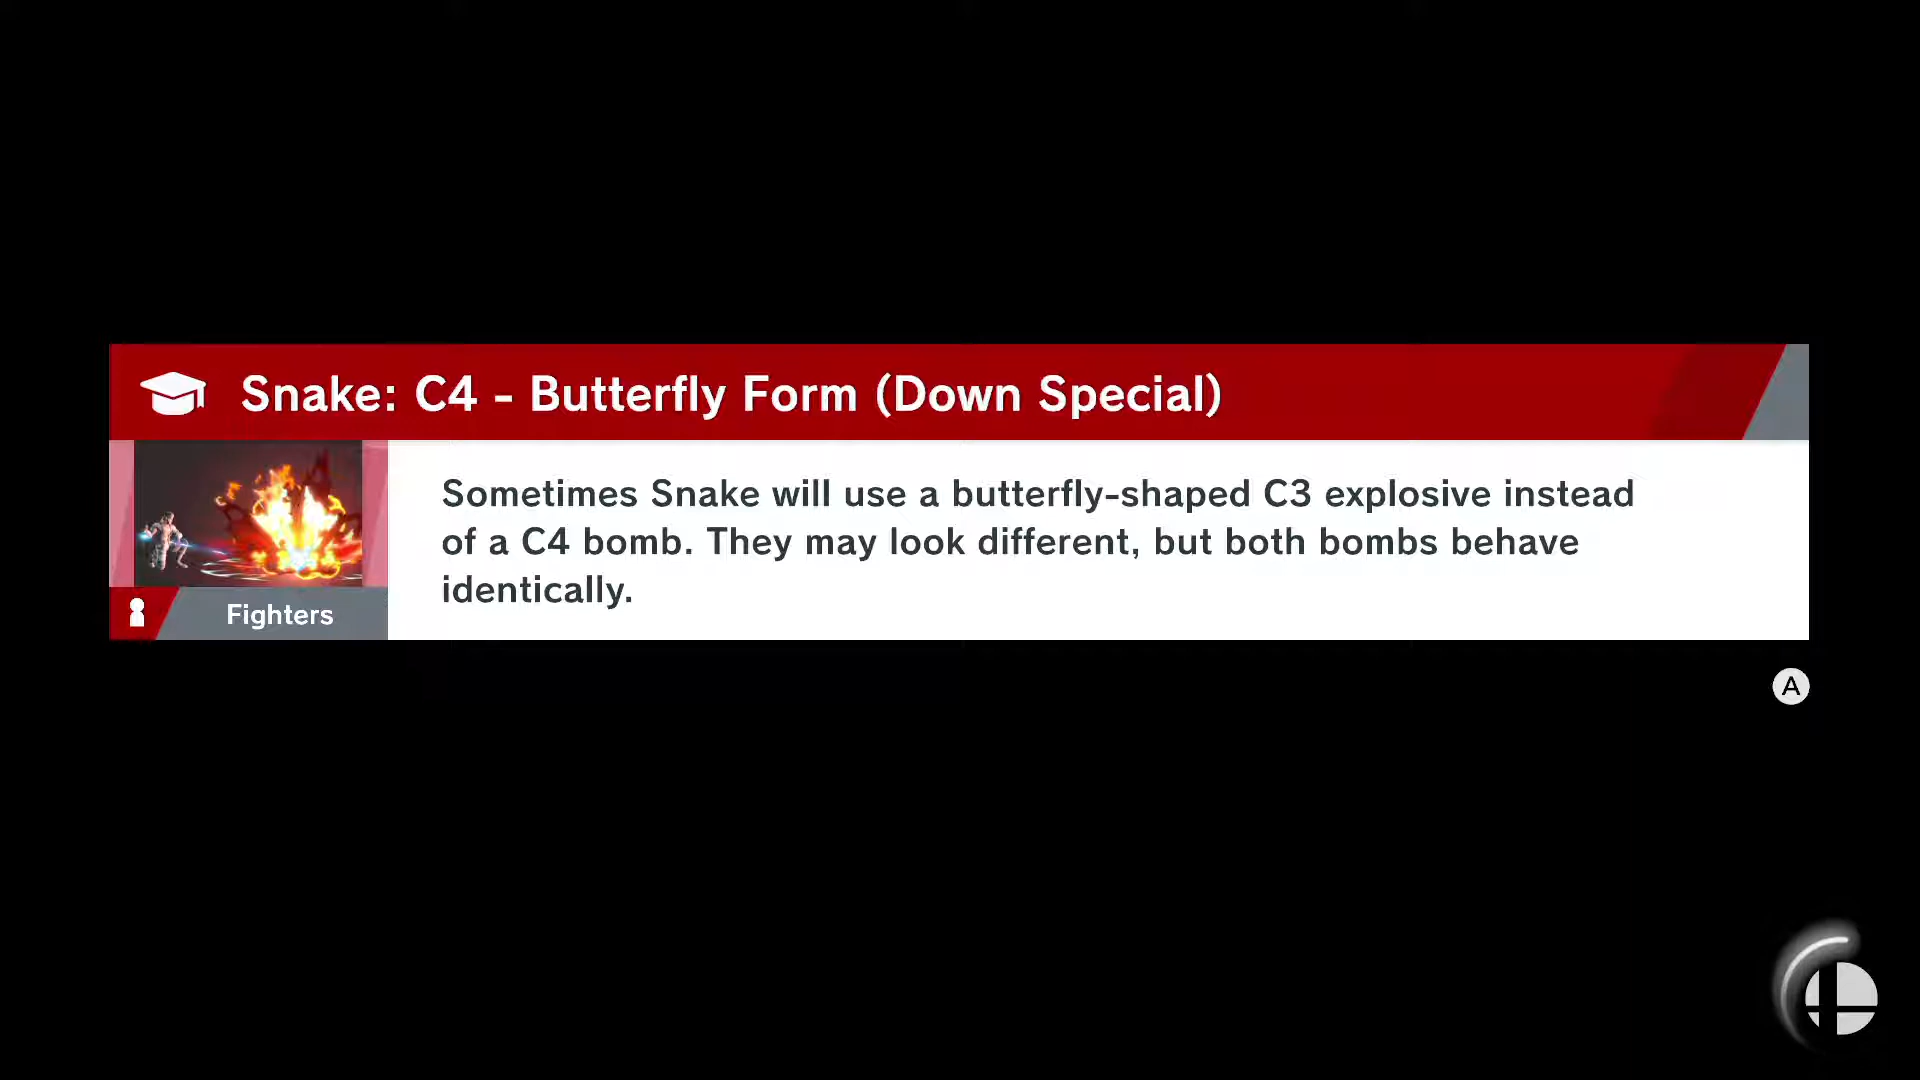 Snake: C4 - Butterfly Form (Down Special)
Sometimes Snake will use a butterfly-shaped C3 explosive instead
of a C4 bomb. They may look different, but both bombs behave
identically.
Fighters
A